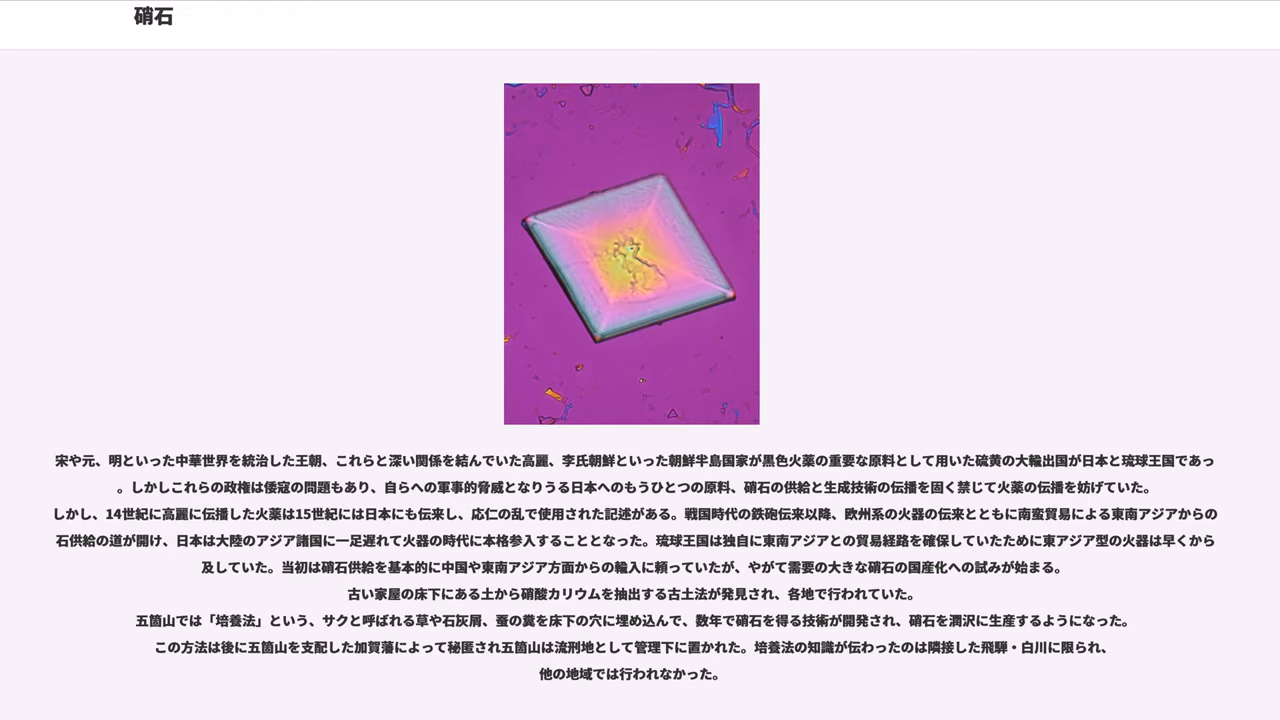 硝石
宋や元、明といった中華世界を統治した王朝、これらと深い関係を結んでいた高麗、李氏朝鮮といった朝鮮半島国家が黒色火薬の重要な原料として用いた硫黄の大輸出国が日本と琉球王国であっ
。しかしこれらの政権は倭寇の問題もあり、自らへの軍事的脅威となりうる日本へのもうひとつの原料、硝石の供給と生成技術の伝播を固く禁じて火薬の伝播を妨げていた。
しかし、14世紀に高麗に伝播した火薬は15世紀には日本にも伝来し、応仁の乱で使用された記述がある。戦国時代の鉄砲伝来以降、欧州系の火器の伝来とともに南蛮貿易による東南アジアからの
石供給の道が開け、日本は大陸のアジア諸国に一足遅れて火器の時代に本格参入することとなった。琉球王国は独自に東南アジアとの貿易経路を確保していたために東アジア型の火器は早くから
及していた。当初は硝石供給を基本的に中国や東南アジア方面からの輸入に頼っていたが、やがて需要の大きな硝石の国産化への試みが始まる。
古い家屋の床下にある土から硝酸カリウムを抽出する古土法が発見され、各地で行われていた。
五箇山では「培養法」という、サクと呼ばれる草や石灰屑、蚕の糞を床下の穴に埋め込んで、数年で硝石を得る技術が開発され、硝石を潤沢に生産するようになった。
この方法は後に五箇山を支配した加賀藩によって秘匿され五箇山は流刑地として管理下に置かれた。培養法の知識が伝わったのは隣接した飛騨・白川に限られ、
他の地域では行われなかった。